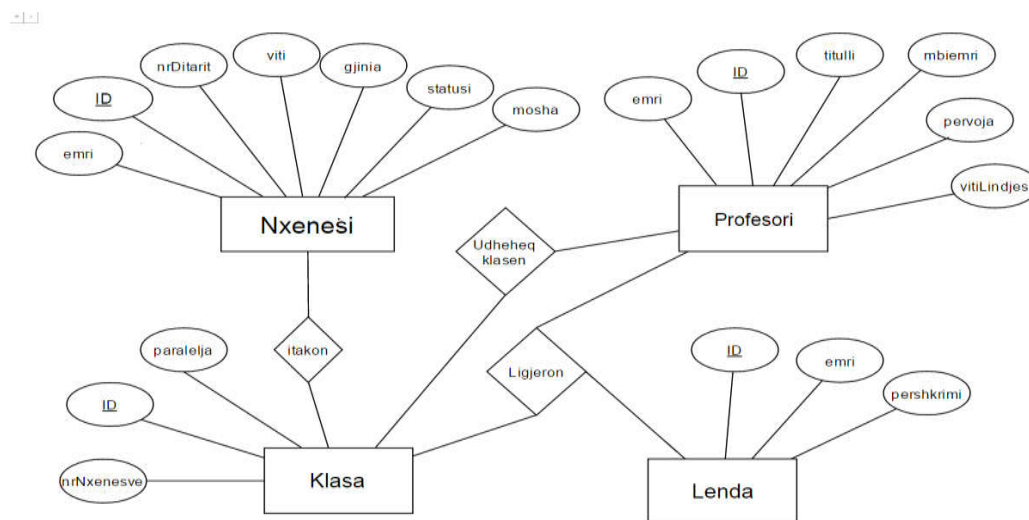 viti
nrDitarit
gjinia
ID
statusi
mosha
emri
Nxenesi
emri
ID
titulli
mbiemri
pervoja
vitiLindjes
Profesori
Udheheq
klasen
itakon
Ligjeron
paralelja
ID
nrNxenesve
Klasa
ID
emri
pershkrimi
Lenda